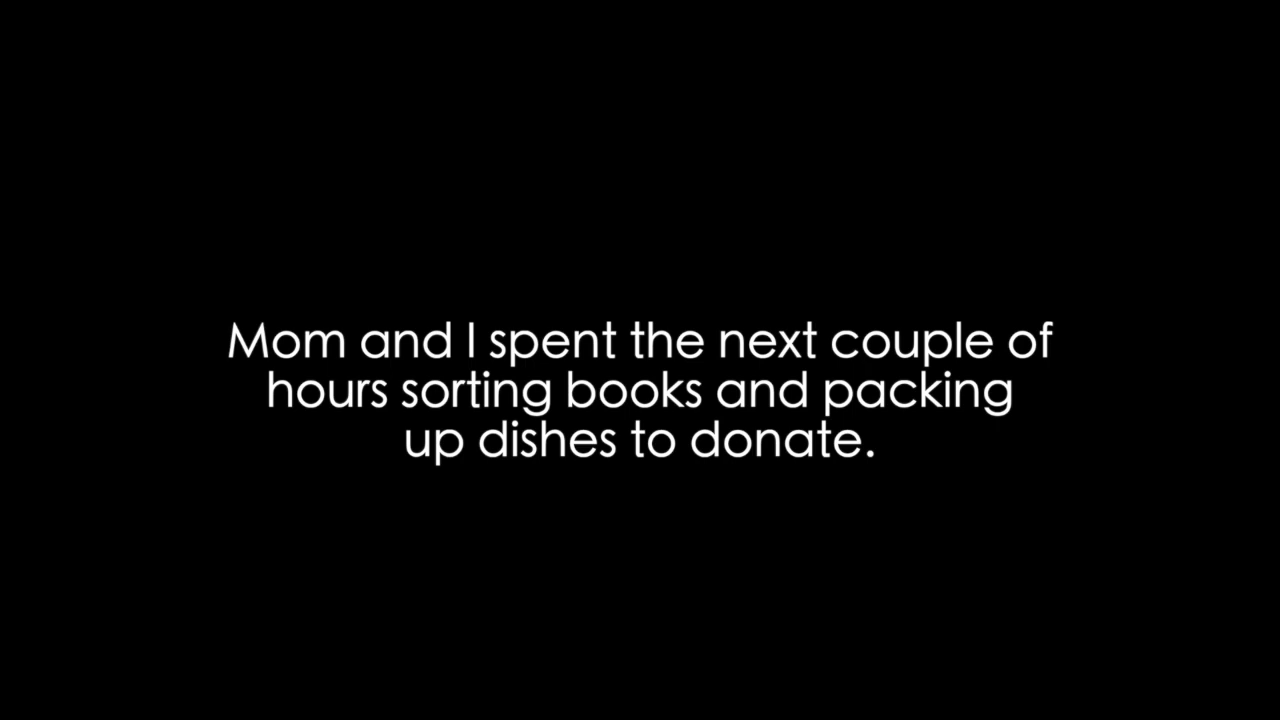 Mom and I spent the next couple of
hours sorting books and packing
up dishes to donate.